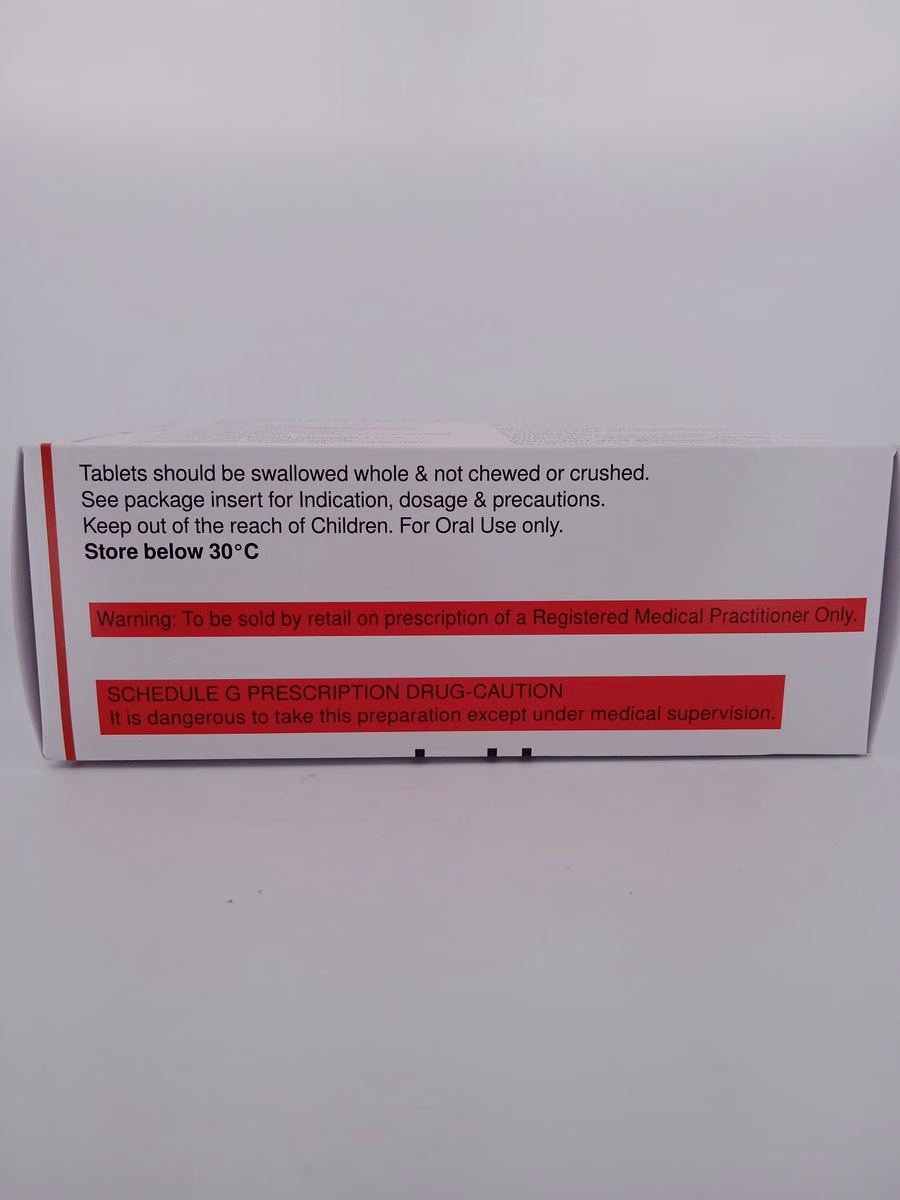 Tablets should be swallowed whole & not chewed or crushed.
See package insert for Indication, dosage & precautions.
Keep out of the reach of Children. For Oral Use only.
Store below 30°C
Warning: To be sold by retail on prescription of a Registered Medical Practitioner Only.
SCHEDULE G PRESCRIPTION DRUG-CAUTION
It is dangerous to take this preparation except under medical supervision.